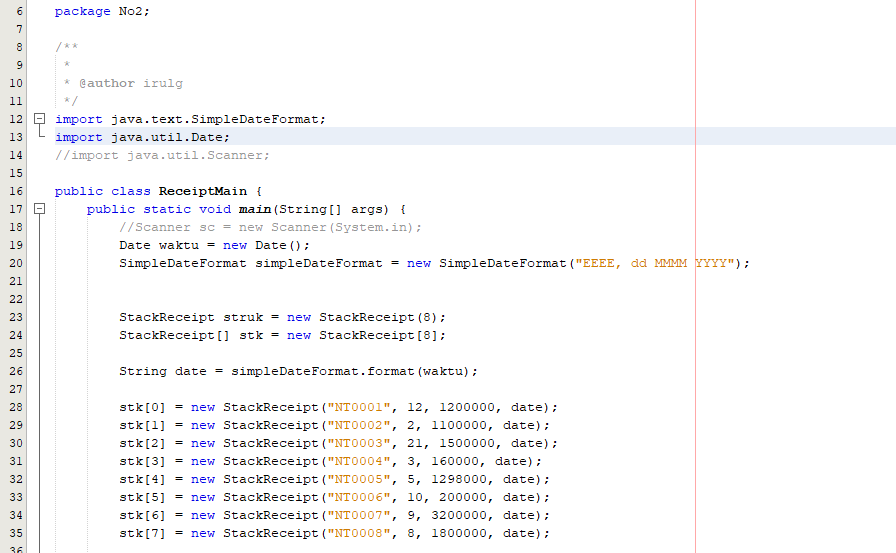 6 package No2;
7
8 /**
9 *
10 * @author irulg
11 */
12 import java.text.SimpleDateFormat;
13 import java.util.Date;
14 //import java.util.Scanner;
15
16 public class ReceiptMain {
17 public static void main(String[] args) {
18 //Scanner sc = new Scanner(System.in);
19 Date waktu = new Date();
20 SimpleDateFormat simpleDateFormat = new SimpleDateFormat("EEEE, dd MMMM YYYY");
21
22
23 StackReceipt struk = new StackReceipt(8);
24 StackReceipt[] stk = new StackReceipt[8];
25
26 String date = simpleDateFormat.format(waktu);
27
28 stk[0] = new StackReceipt("NT0001", 12, 1200000, date);
29 stk[1] = new StackReceipt("NT0002", 2, 1100000, date);
30 stk[2] = new StackReceipt("NT0003", 21, 1500000, date);
31 stk[3] = new StackReceipt("NT0004", 3, 160000, date);
32 stk[4] = new StackReceipt("NT0005", 5, 1298000, date);
33 stk[5] = new StackReceipt("NT0006", 10, 200000, date);
34 stk[6] = new StackReceipt("NT0007", 9, 3200000, date);
35 stk[7] = new StackReceipt("NT0008", 8, 1800000, date);
36